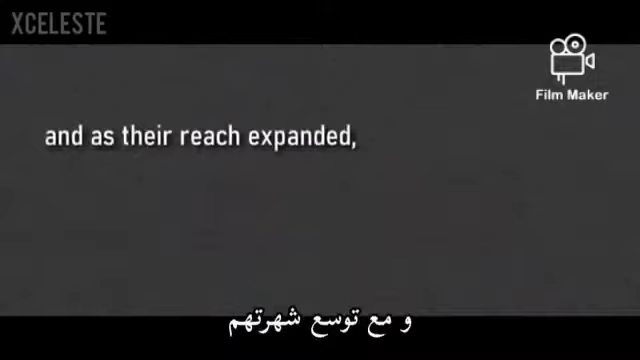 XCELESTE
Film Maker
and as their reach expanded,
و مع توسع شهرتهم